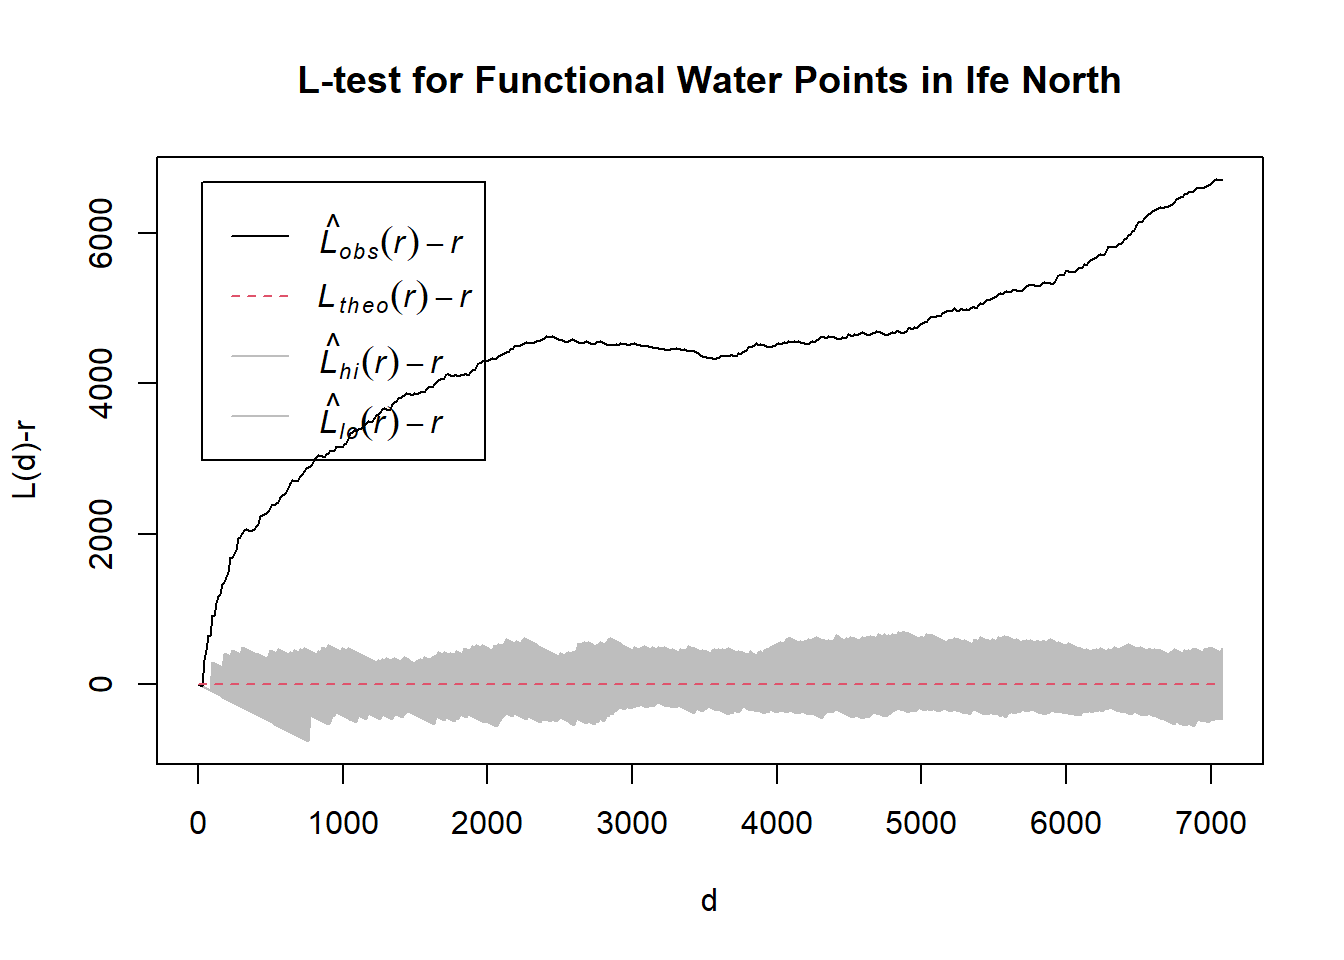 L-test for Functional Water Points in Ife North
L̂obs(r) − r
Ltheo(r) − r
L̂hi(r) − r
L̂lo(r) − r
L(d)-r
6000
4000
2000
0
0 1000 2000 3000 4000 5000 6000 7000
d